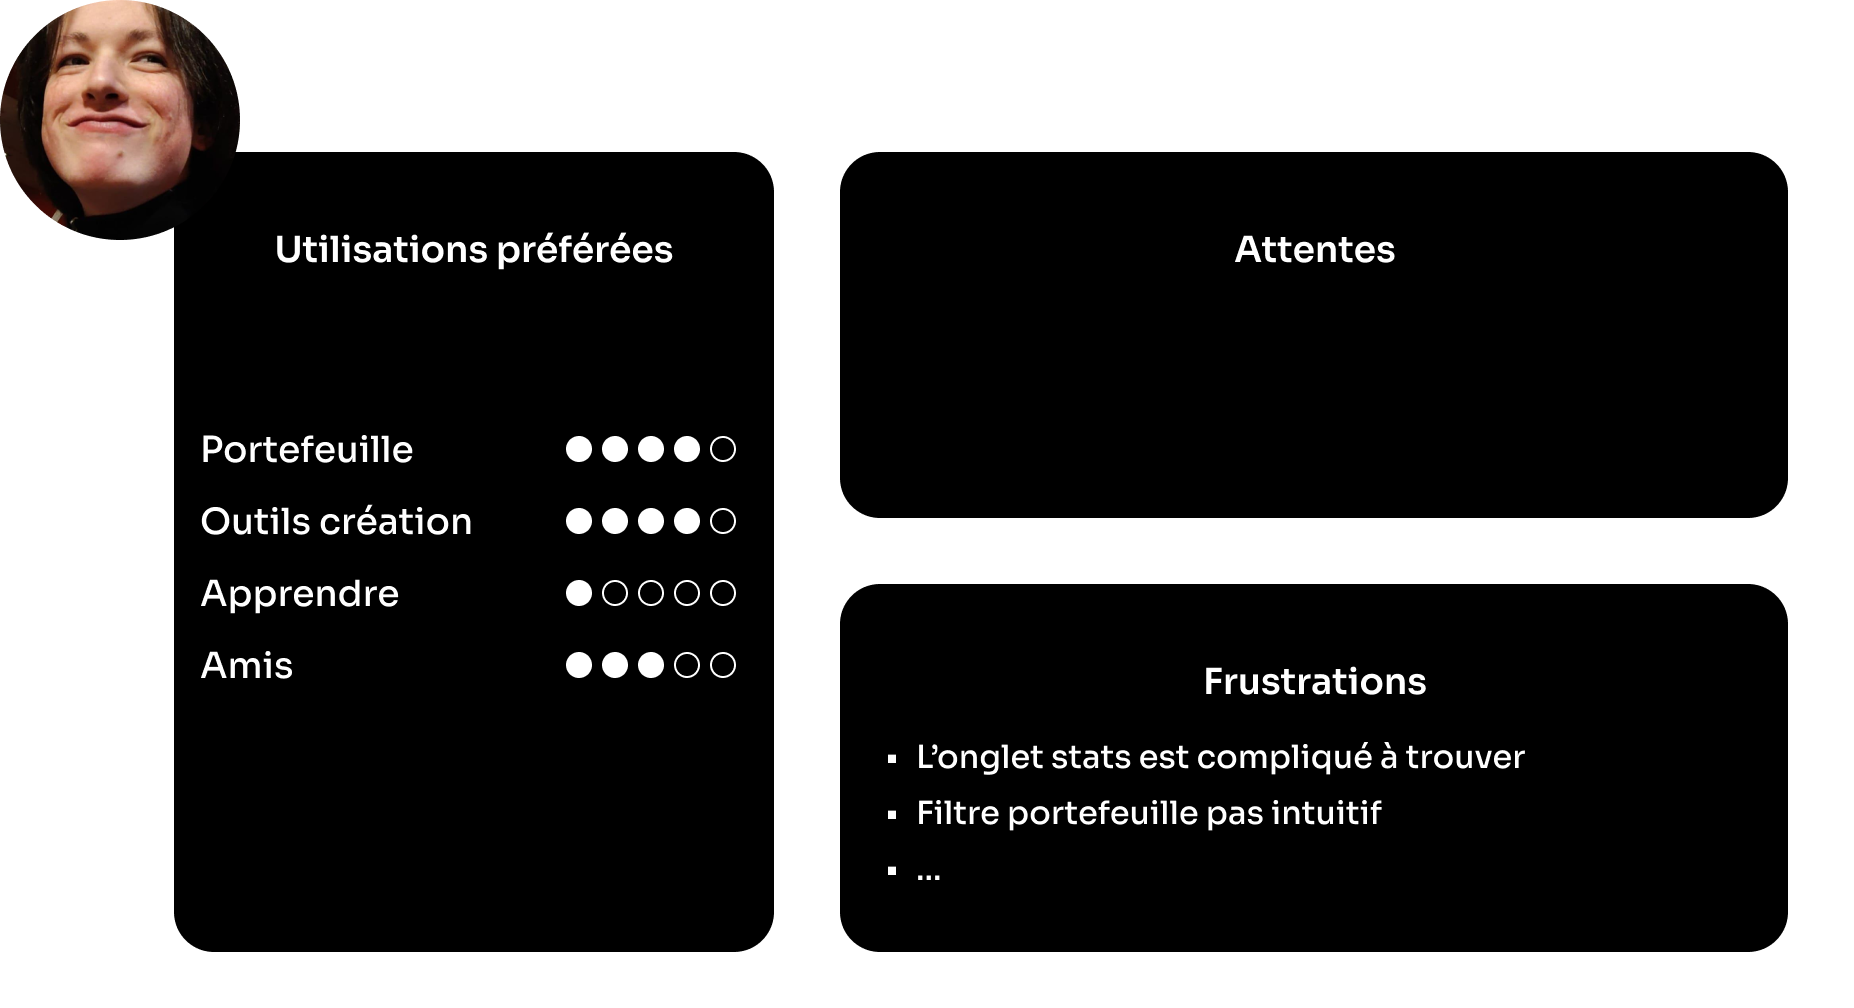 Utilisations préférées
Portefeuille
Outils création
Apprendre
Amis
Attentes
Frustrations
▪ L’onglet stats est compliqué à trouver
▪ Filtre portefeuille pas intuitif
▪ ...